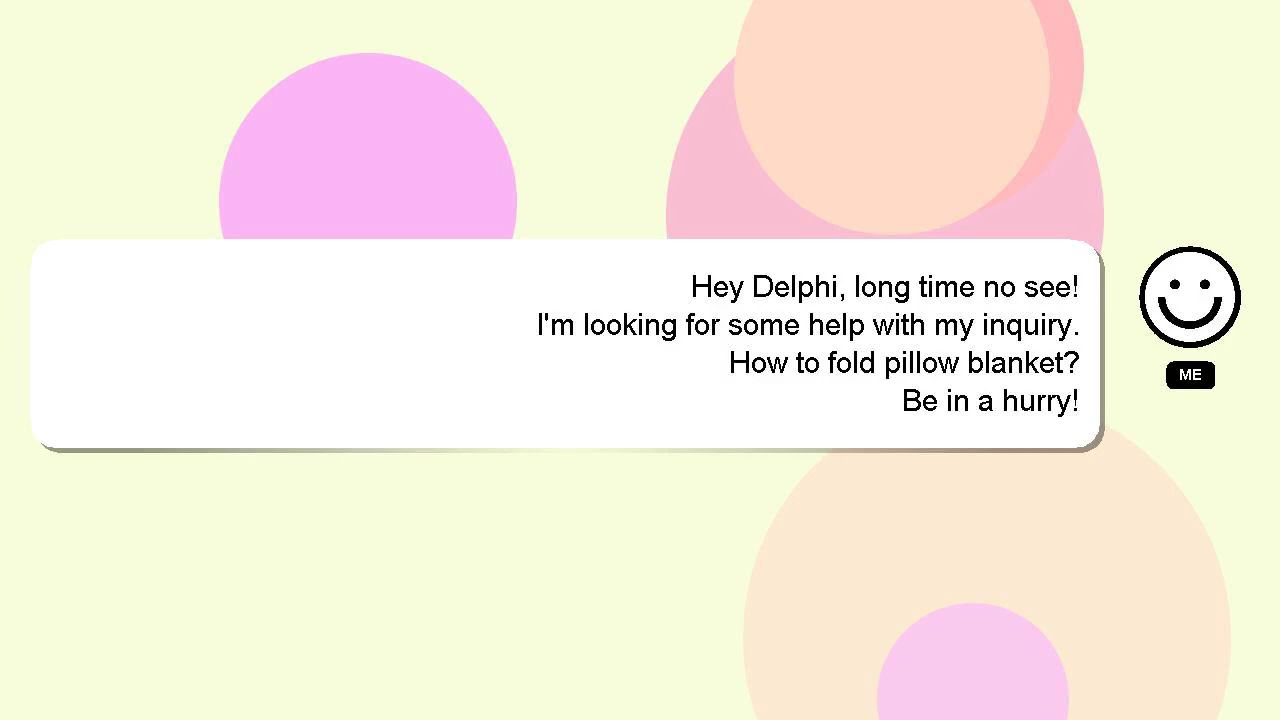 Hey Delphi, long time no see!
I'm looking for some help with my inquiry.
How to fold pillow blanket?
Be in a hurry!
ME